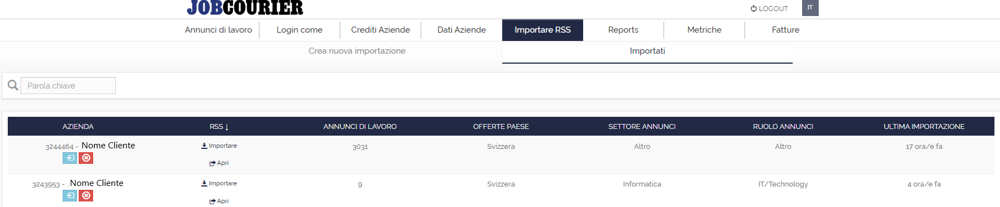 JOBCOURIER
LOGOUT
IT
Annunci di lavoro
Login come
Crediti Aziende
Dati Aziende
Importare RSS
Reports
Metriche
Fatture
Crea nuova importazione
Importati
Parola chiave
AZIENDA
RSS ↓
ANNUNCI DI LAVORO
OFFERTE PAESE
SETTORE ANNUNCI
RUOLO ANNUNCI
ULTIMA IMPORTAZIONE
3244464 - Nome Cliente
Importare
Apri
3031
Svizzera
Altro
Altro
17 ora/e fa
3243953 - . Nome Cliente
Importare
Apri
9
Svizzera
Informatica
IT/Technology
4 ora/e fa